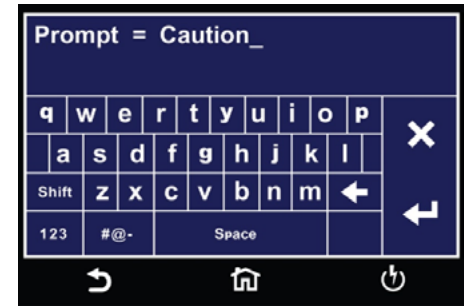 Prompt = Caution_
q w e r t y u i o p
a s d f g h j k l
Shift z x c v b n m
123 #@- Space